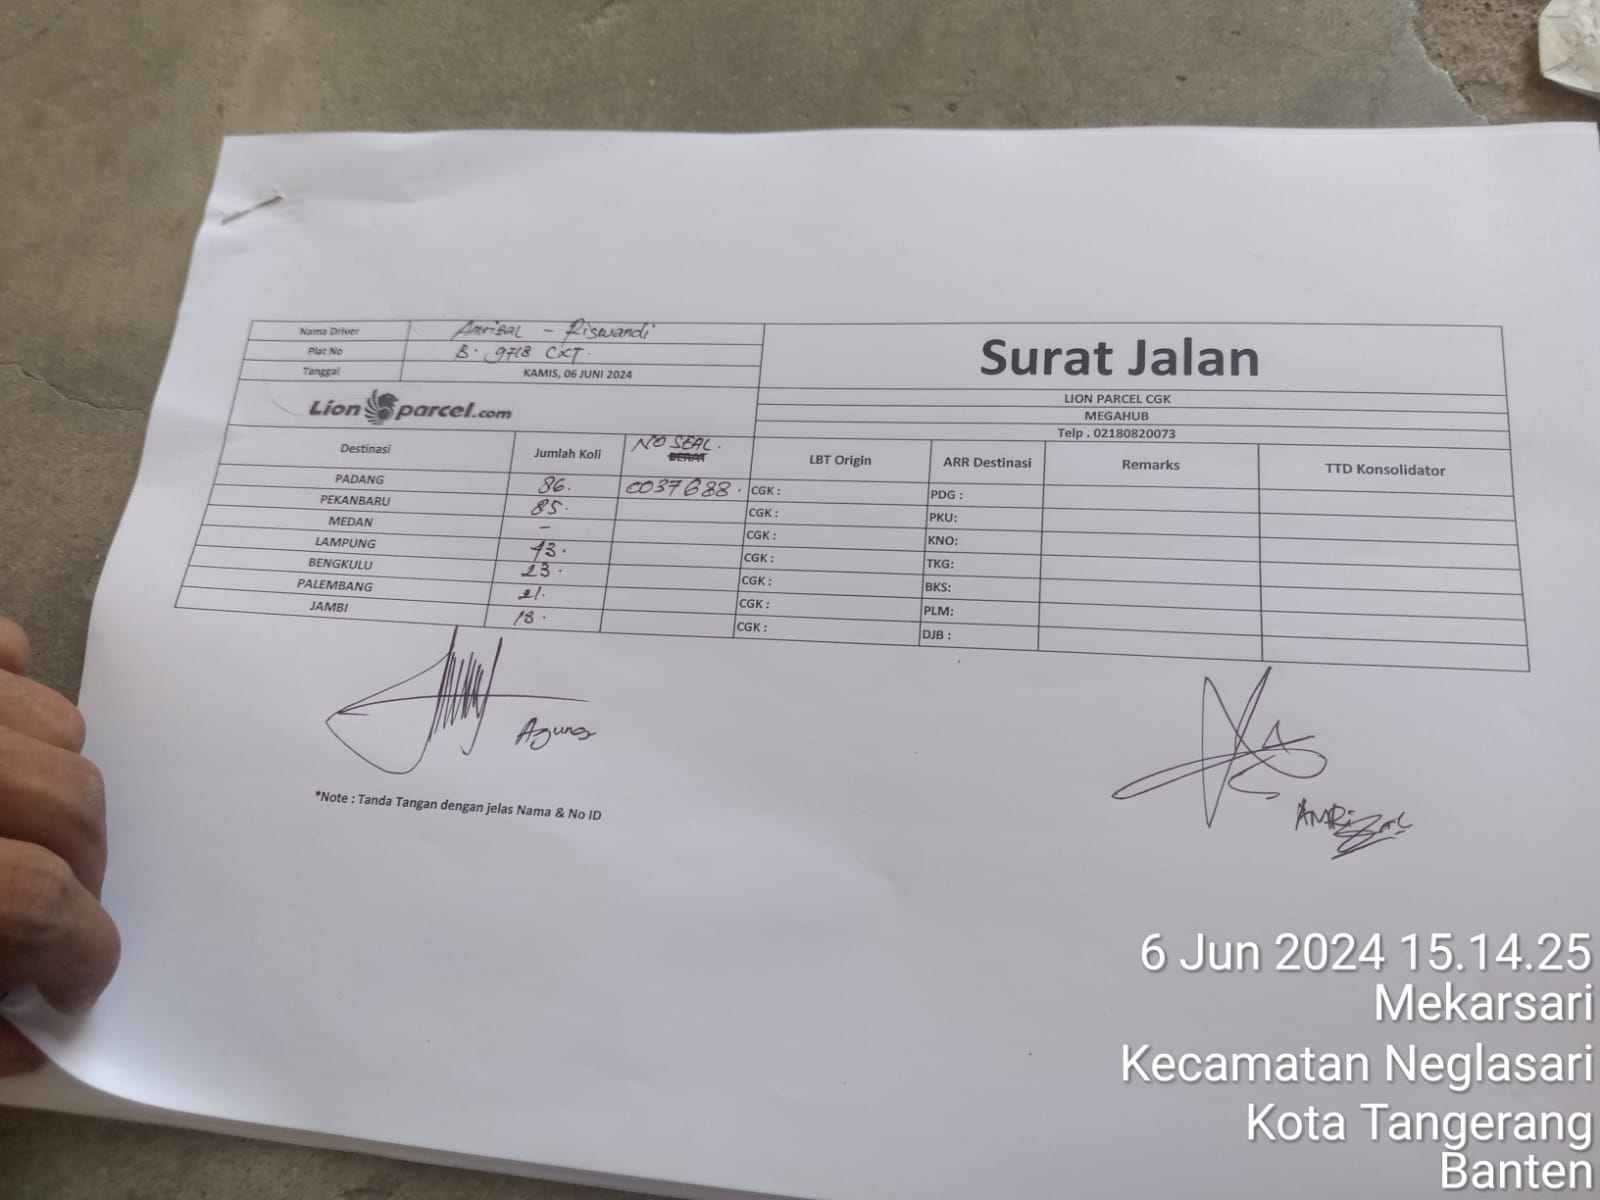 Nama Driver Amrizal - Riswandi
Plat No B. 9718 CXT.
Tanggal KAMIS, 06 JUNI 2024
Surat Jalan
LION PARCEL CGK
MEGAHUB
Telp . 02180820073
Lion parcel.com
Destinasi Jumlah Koli NO SEAL. BERAT LBT Origin ARR Destinasi Remarks TTD Konsolidator
PADANG 86. 0037688. CGK : PDG :
PEKANBARU 85. CGK : PKU:
MEDAN - CGK : KNO:
LAMPUNG 43. CGK : TKG:
BENGKULU 23. CGK : BKS:
PALEMBANG 21. CGK : PLM:
JAMBI 18. CGK : DJB :
Agung
AMRizal
*Note : Tanda Tangan dengan jelas Nama & No ID
6 Jun 2024 15.14.25
Mekarsari
Kecamatan Neglasari
Kota Tangerang
Banten